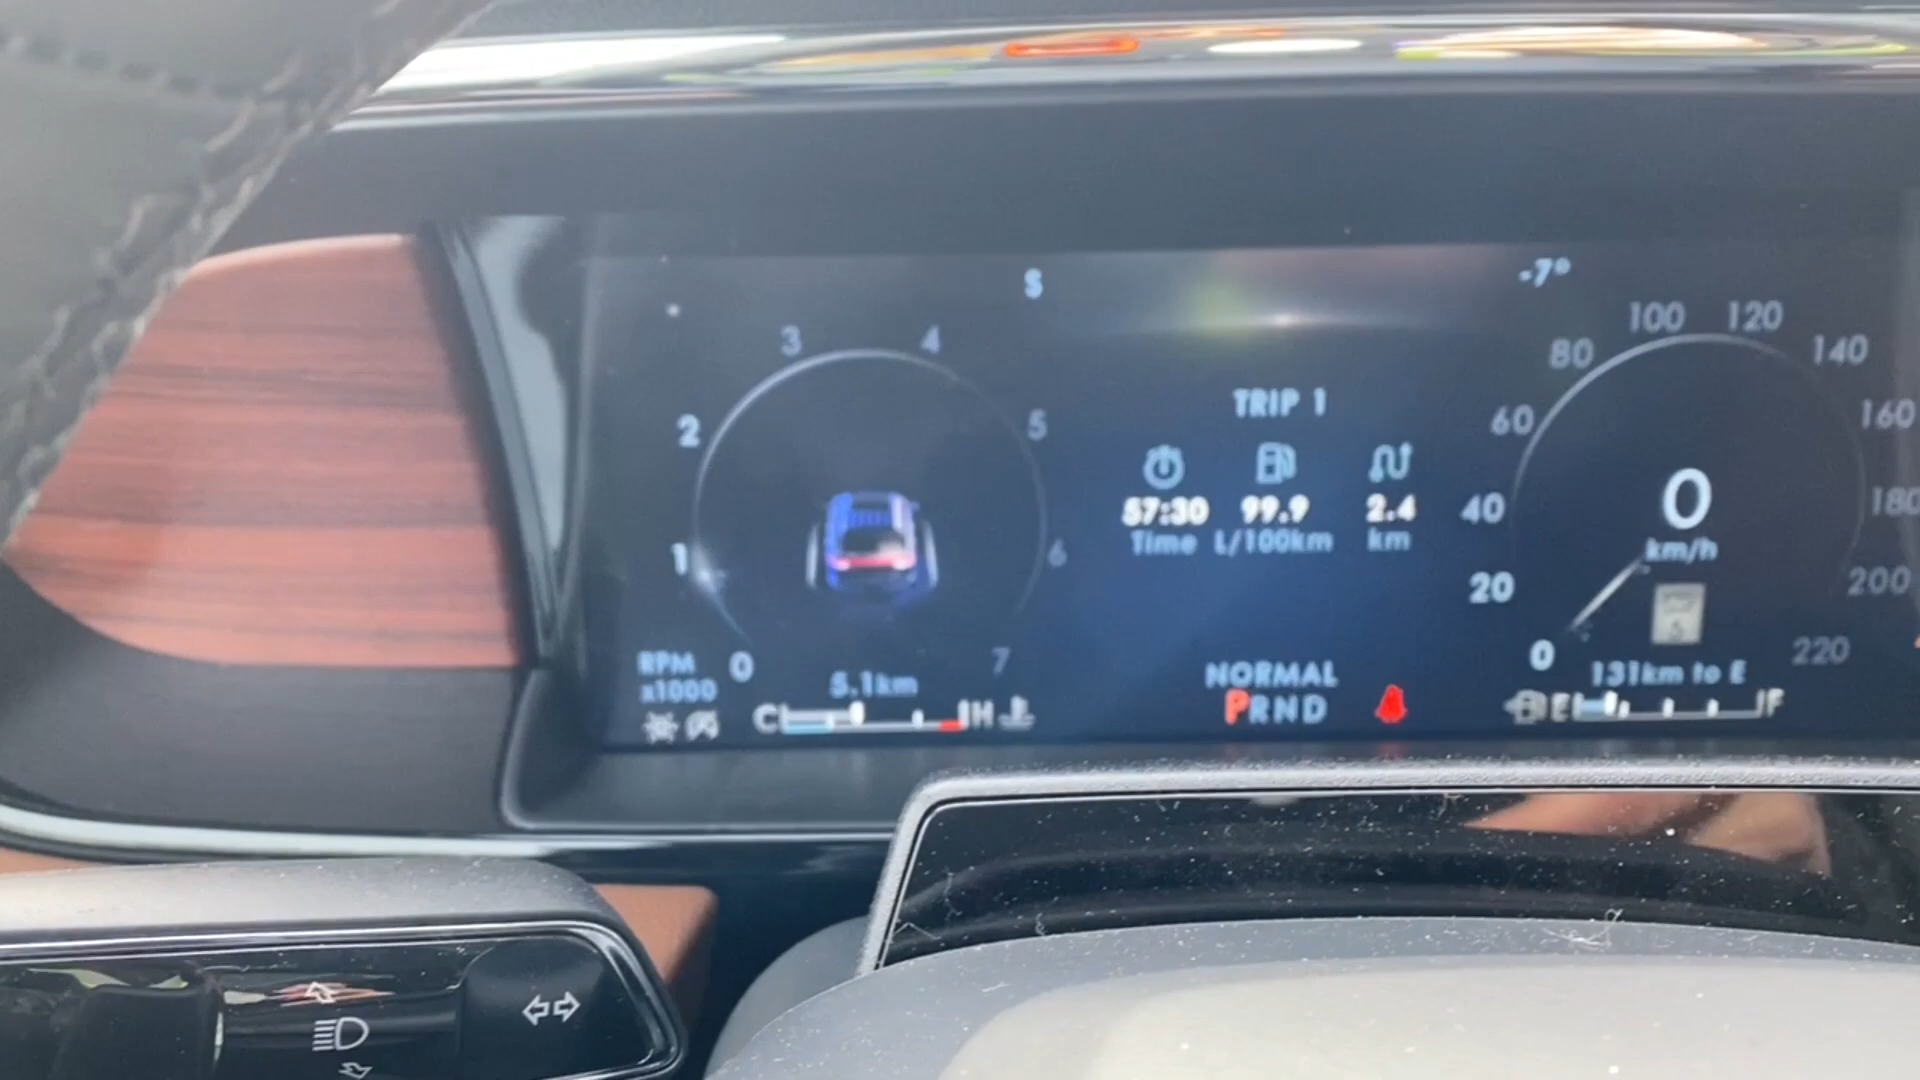 S
-7°
0
1
2
3
4
5
6
7
RPM
x1000
5.1km
C H
TRIP 1
57:30 99.9 2.4
Time L/100km km
NORMAL
PRND
0
20
40
60
80
100
120
140
160
180
200
220
0
km/h
131km to E
E F